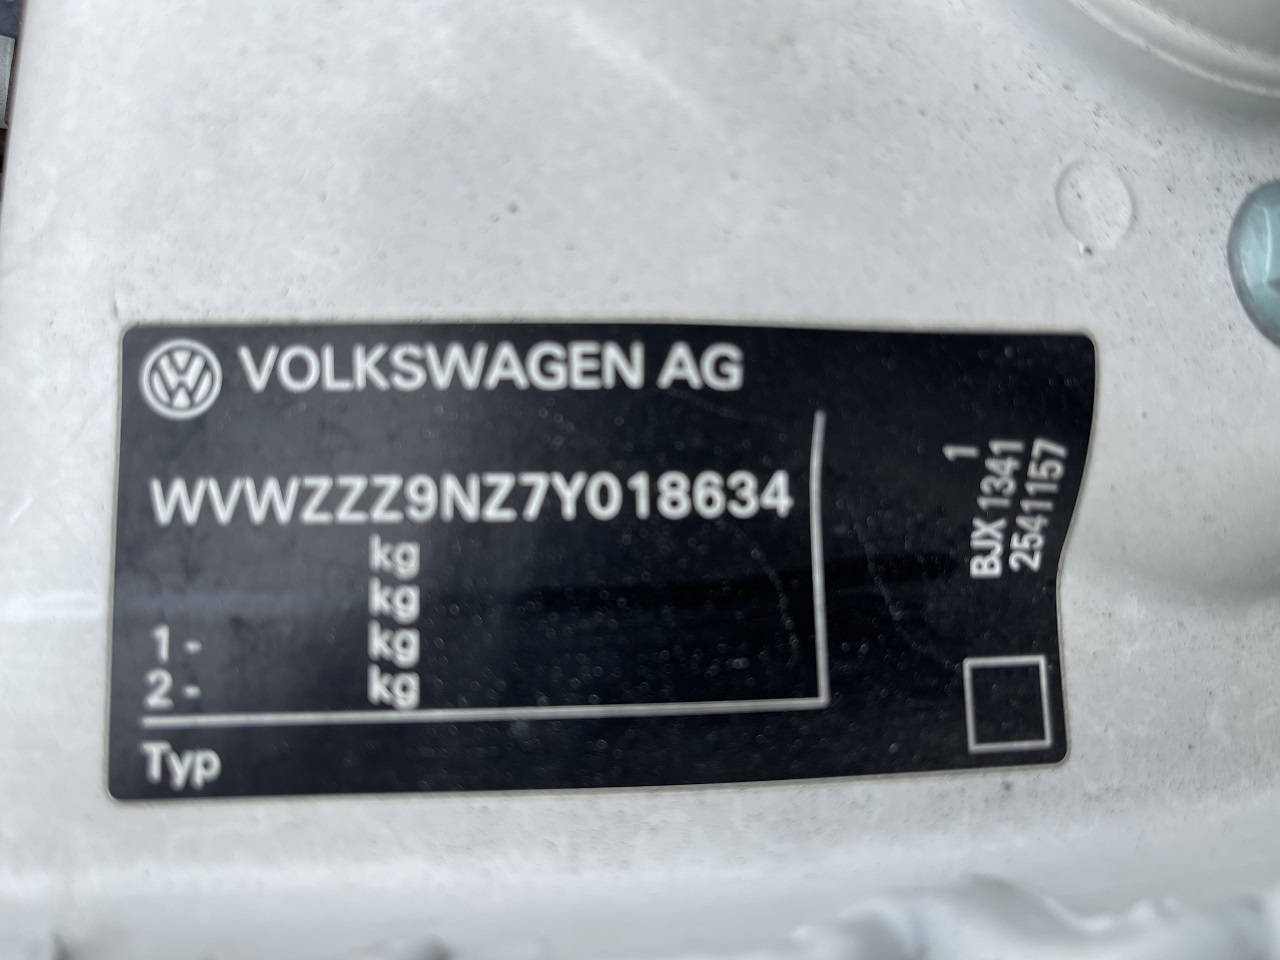 VOLKSWAGEN AG
WVWZZZ9NZ7Y018634
kg
kg
1 - kg
2 - kg
Typ
1
BJX 1341
2541157